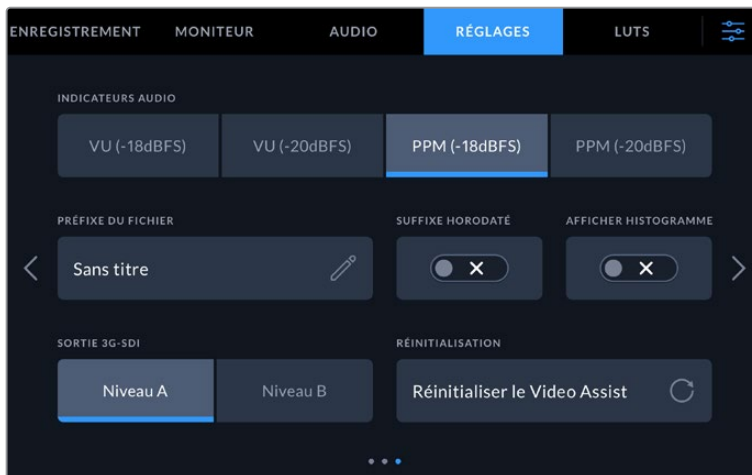 ENREGISTREMENT MONITEUR AUDIO RÉGLAGES LUTS
INDICATEURS AUDIO
VU (-18dBFS) VU (-20dBFS) PPM (-18dBFS) PPM (-20dBFS)
PRÉFIXE DU FICHIER SUFFIXE HORODATÉ AFFICHER HISTOGRAMME
Sans titre
SORTIE 3G-SDI RÉINITIALISATION
Niveau A Niveau B Réinitialiser le Video Assist